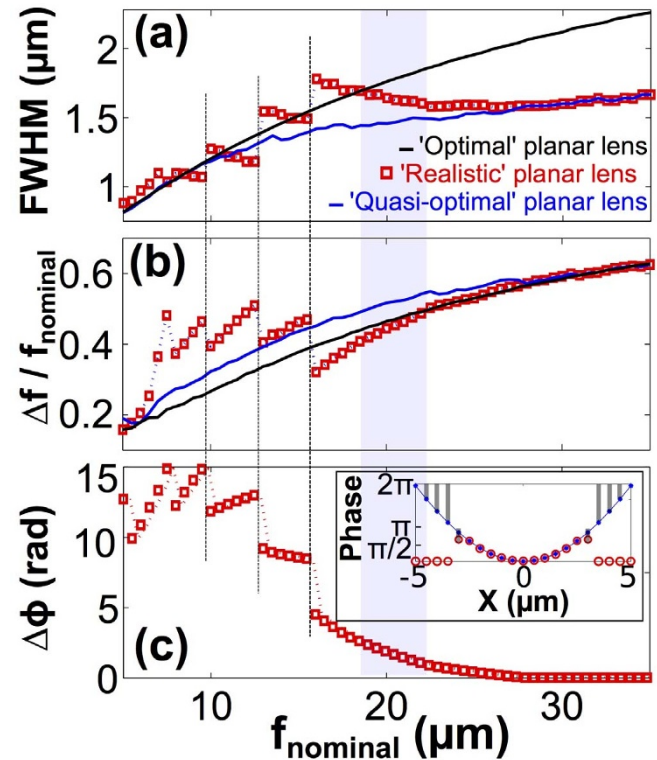 (a)
FWHM (µm)
2
1.5
1
'Optimal' planar lens
'Realistic' planar lens
'Quasi-optimal' planar lens
(b)
Δf / f nominal
0.6
0.4
0.2
(c)
Δϕ (rad)
15
10
5
0
Phase
2π
π
π/2
-5
0
5
X (µm)
10
20
30
f nominal (µm)